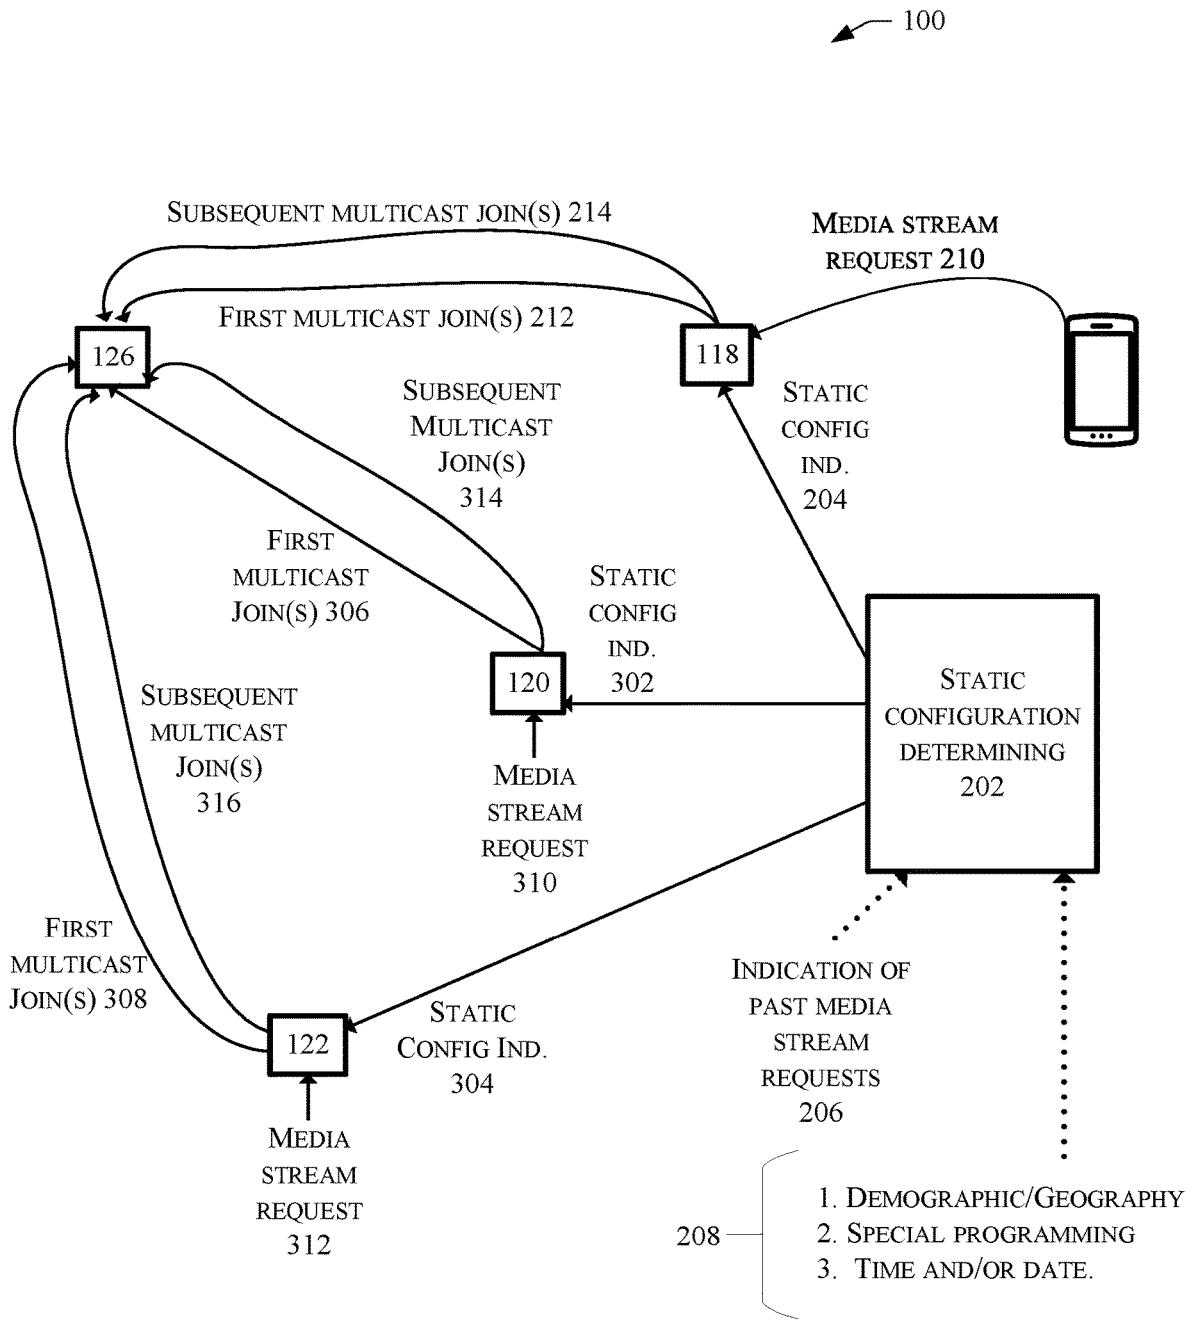 100
SUBSEQUENT MULTICAST JOIN(S) 214
MEDIA STREAM
REQUEST 210
FIRST MULTICAST JOIN(S) 212
126
118
SUBSEQUENT
MULTICAST
JOIN(S)
314
STATIC
CONFIG
IND.
204
FIRST
MULTICAST
JOIN(S) 306
STATIC
CONFIG
IND.
302
120
STATIC
CONFIGURATION
DETERMINING
202
SUBSEQUENT
MULTICAST
JOIN(S)
316
MEDIA
STREAM
REQUEST
310
FIRST
MULTICAST
JOIN(S) 308
INDICATION OF
PAST MEDIA
STREAM
REQUESTS
206
STATIC
CONFIG IND.
304
122
MEDIA
STREAM
REQUEST
312
208
1. DEMOGRAPHIC/GEOGRAPHY
2. SPECIAL PROGRAMMING
3. TIME AND/OR DATE.